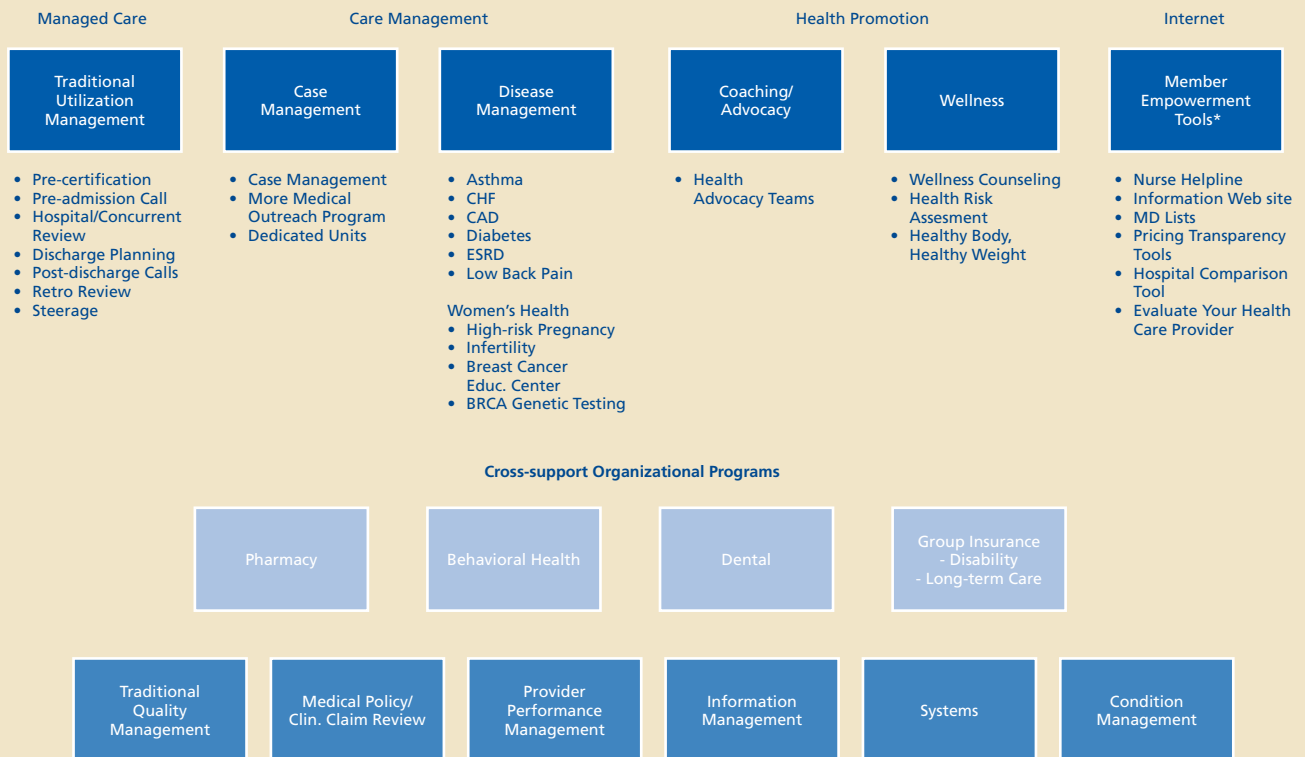 Managed Care
Care Management
Health Promotion
Internet
Traditional
Utilization
Management
Case
Management
Disease
Management
Coaching/
Advocacy
Wellness
Member
Empowerment
Tools*
• Pre-certification
• Pre-admission Call
• Hospital/Concurrent
Review
• Discharge Planning
• Post-discharge Calls
• Retro Review
• Steerage
• Case Management
• More Medical
Outreach Program
• Dedicated Units
• Asthma
• CHF
• CAD
• Diabetes
• ESRD
• Low Back Pain
Women’s Health
• High-risk Pregnancy
• Infertility
• Breast Cancer
Educ. Center
• BRCA Genetic Testing
• Health
Advocacy Teams
• Wellness Counseling
• Health Risk
Assesment
• Healthy Body,
Healthy Weight
• Nurse Helpline
• Information Web site
• MD Lists
• Pricing Transparency
Tools
• Hospital Comparison
Tool
• Evaluate Your Health
Care Provider
Cross-support Organizational Programs
Pharmacy
Behavioral Health
Dental
Group Insurance
- Disability
- Long-term Care
Traditional
Quality
Management
Medical Policy/
Clin. Claim Review
Provider
Performance
Management
Information
Management
Systems
Condition
Management